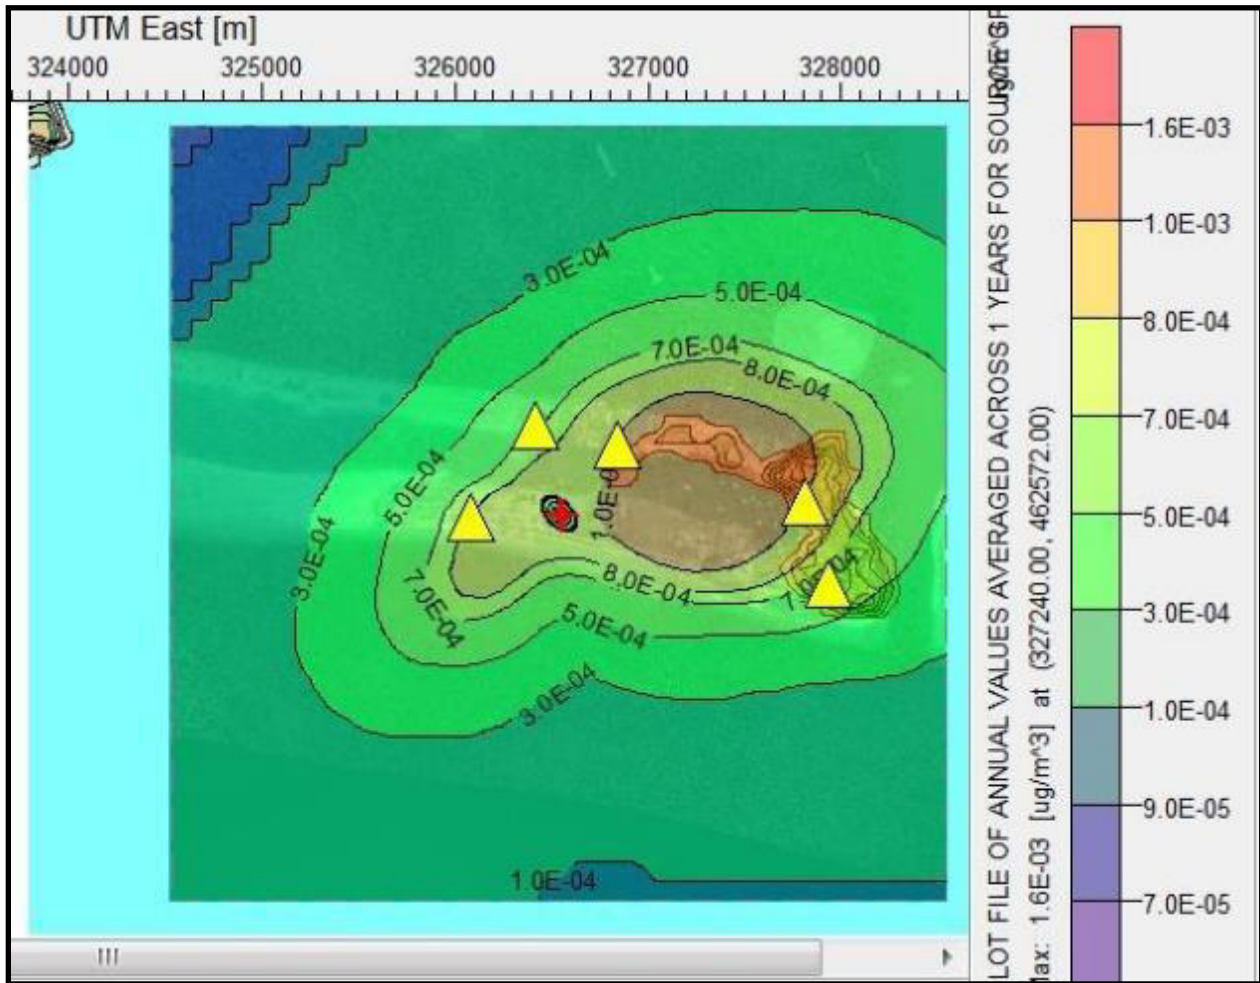 UTM East [m]
324000 325000 326000 327000 328000
3.0E-04
5.0E-04
7.0E-04
8.0E-04
5.0E-04
3.0E-04
7.0E-04
8.0E-04
5.0E-04
3.0E-04
1.0E-04
LOT FILE OF ANNUAL VALUES AVERAGED ACROSS 1 YEARS FOR SOURCE
Max: 1.6E-03 [ug/m^3] at (327240.00, 462572.00)
1.6E-03
1.0E-03
8.0E-04
7.0E-04
5.0E-04
3.0E-04
1.0E-04
9.0E-05
7.0E-05